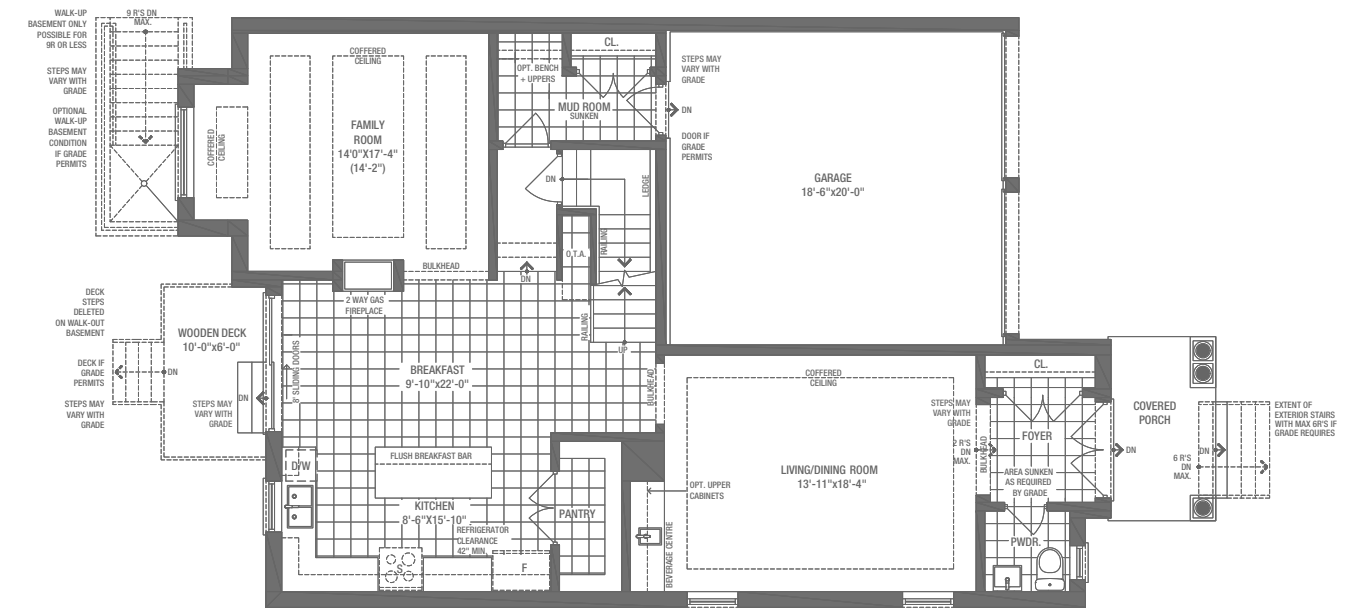 WALK-UP
BASEMENT ONLY
POSSIBLE FOR
9R OR LESS
9 R'S DN
MAX.
STEPS MAY
VARY WITH
GRADE
OPTIONAL
WALK-UP
BASEMENT
CONDITION
IF GRADE
PERMITS
COFFERED
CEILING
COFFERED
CEILING
FAMILY
ROOM
14'0"X17'-4"
(14'-2")
BULKHEAD
2 WAY GAS
FIREPLACE
CL.
OPT. BENCH
+ UPPERS
MUD ROOM
SUNKEN
STEPS MAY
VARY WITH
GRADE
DN
DOOR IF
GRADE
PERMITS
GARAGE
18'-6"x20'-0"
DN
LEDGE
RAILING
O.T.A.
DN
RAILING
UP
DECK
STEPS
DELETED
ON WALK-OUT
BASEMENT
DECK IF
GRADE
PERMITS
STEPS MAY
VARY WITH
GRADE
DN
WOODEN DECK
10'-0"x6'-0"
STEPS MAY
VARY WITH
GRADE
DN
8' SLIDING DOORS
BREAKFAST
9'-10"x22'-0"
BULKHEAD
D/W
FLUSH BREAKFAST BAR
KITCHEN
8'-6"X15'-10"
REFRIGERATOR
CLEARANCE
42" MIN.
S
F
PANTRY
OPT. UPPER
CABINETS
BEVERAGE CENTRE
COFFERED
CEILING
LIVING/DINING ROOM
13'-11"x18'-4"
STEPS MAY
VARY WITH
GRADE
2 R'S
DN
MAX.
BULKHEAD
CL.
FOYER
AREA SUNKEN
AS REQUIRED
BY GRADE
PWDR.
DN
COVERED
PORCH
DN
6 R'S
DN
MAX.
EXTENT OF
EXTERIOR STAIRS
WITH MAX 6R'S IF
GRADE REQUIRES